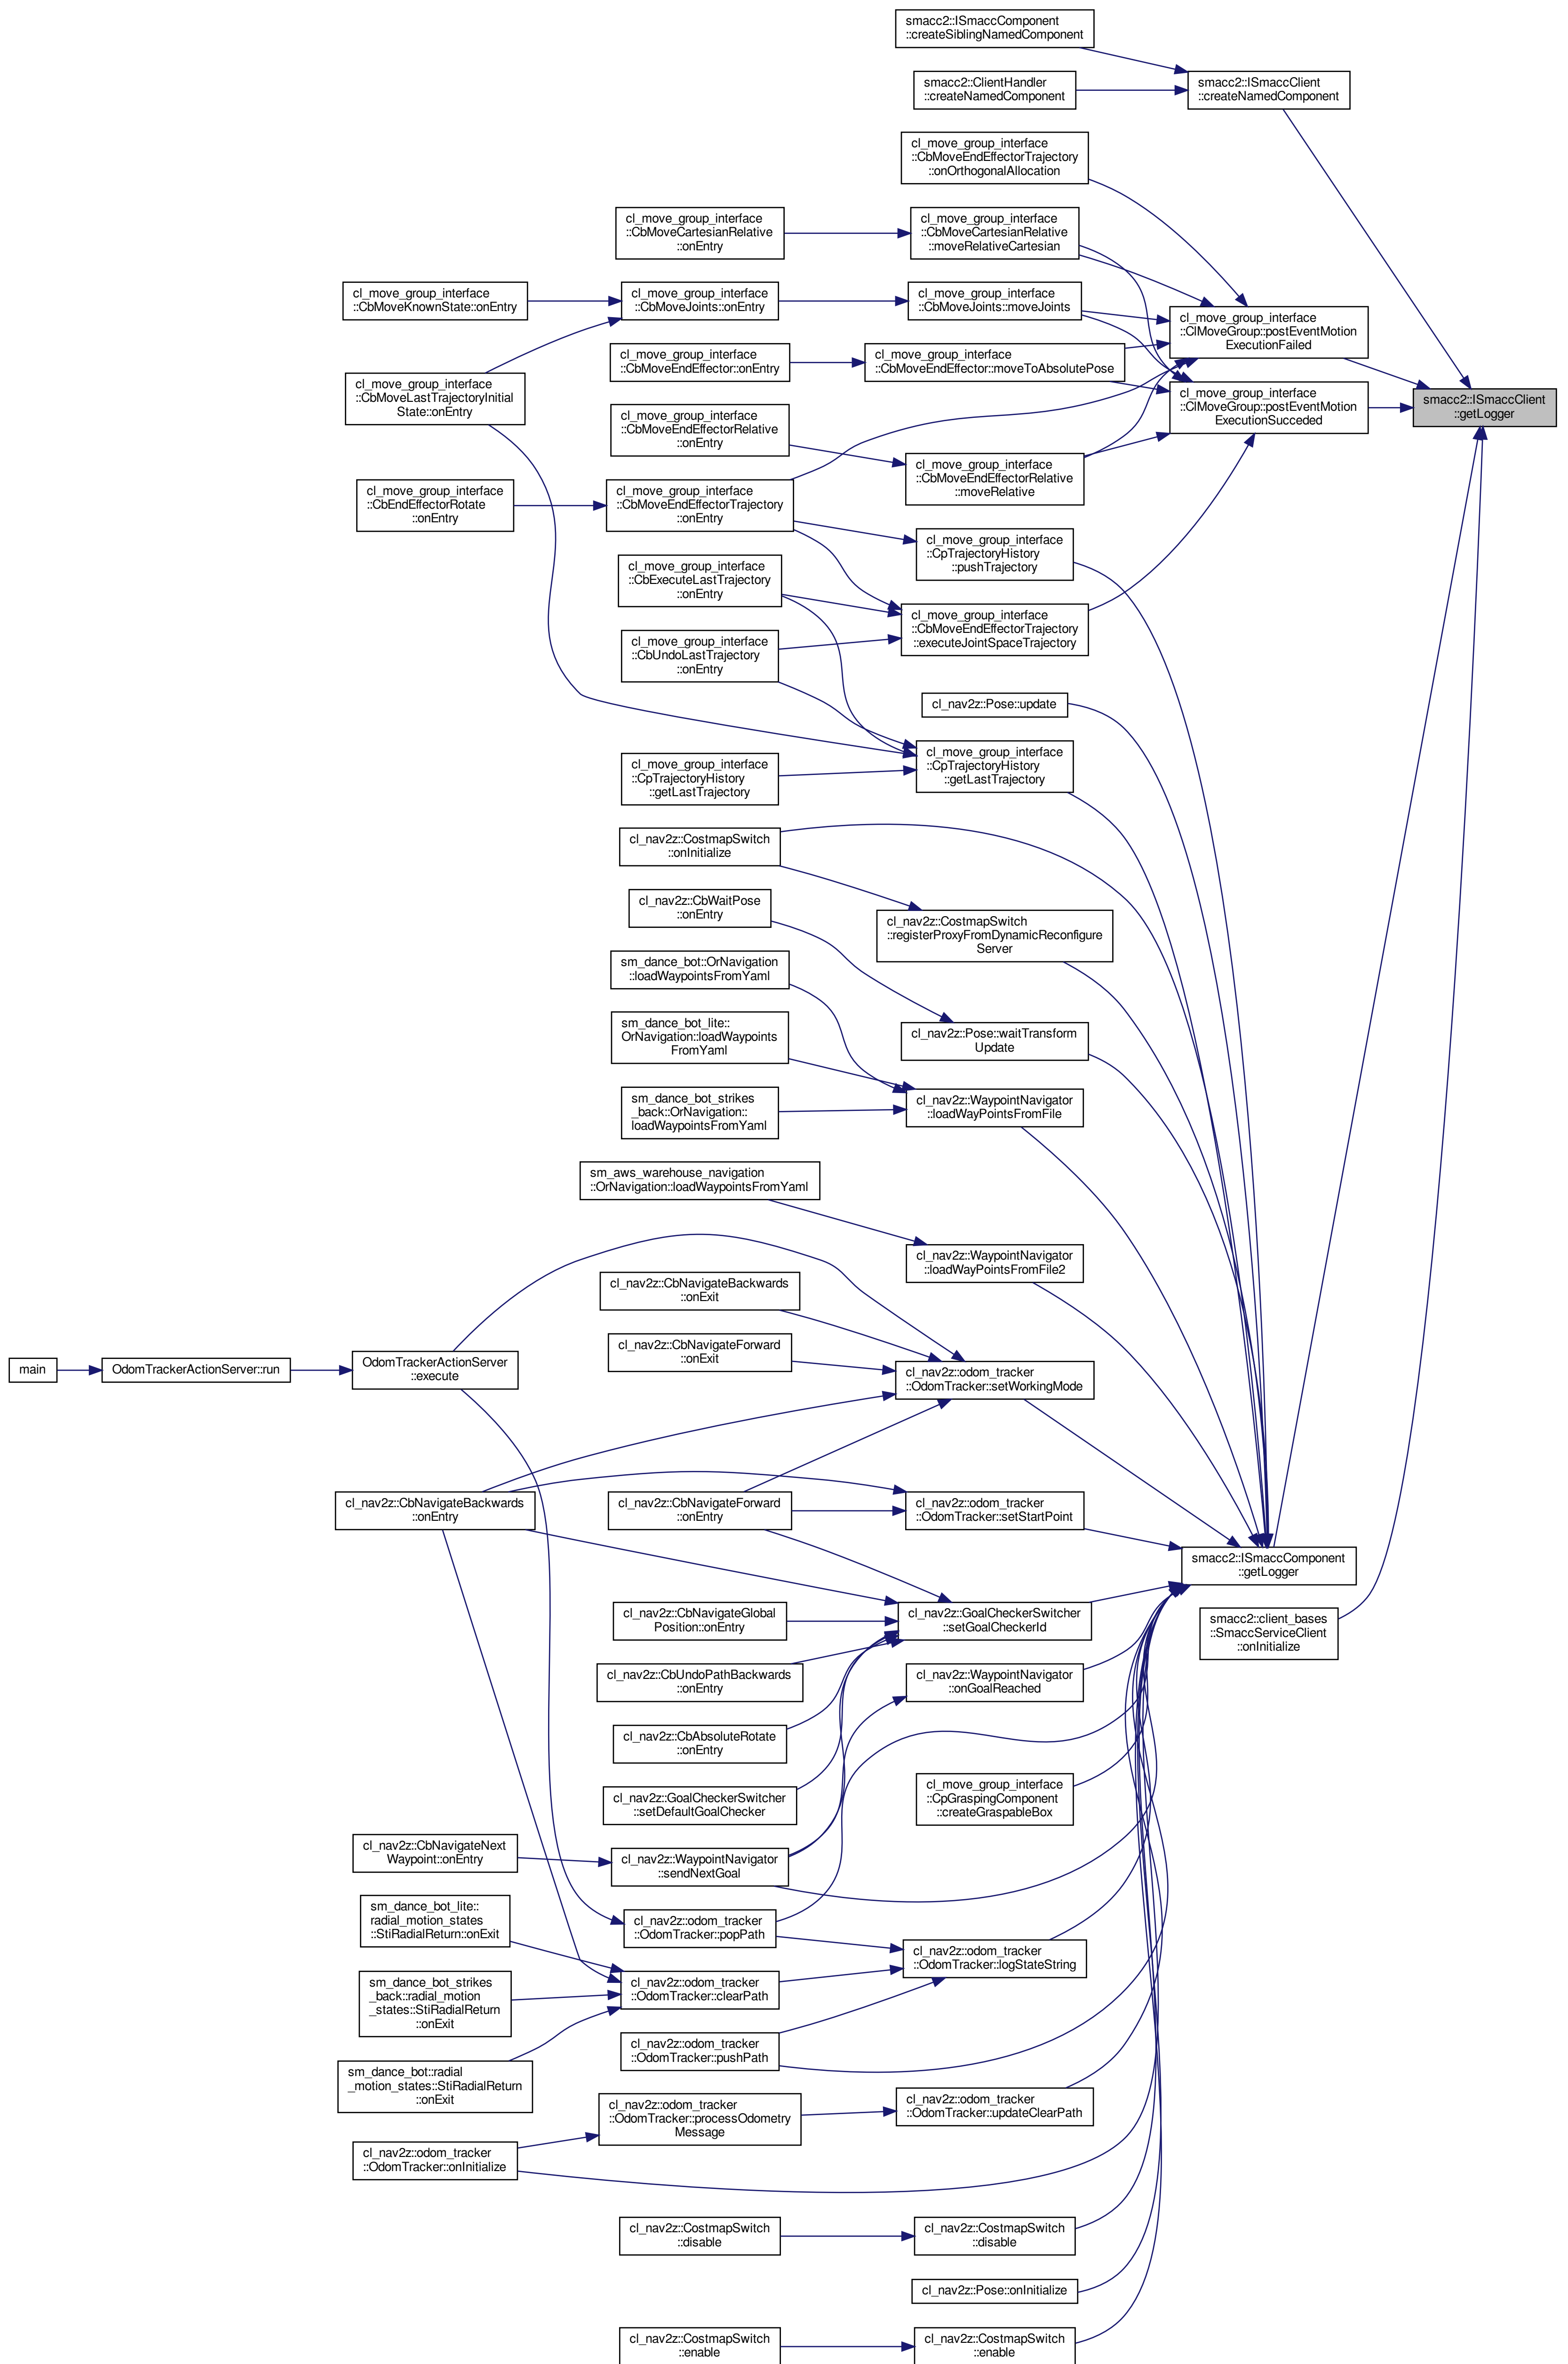 smacc2::ISmaccComponent
::createSiblingNamedComponent
smacc2::ClientHandler
::createNamedComponent
smacc2::ISmaccClient
::createNamedComponent
cl_move_group_interface
::CbMoveEndEffectorTrajectory
::onOrthogonalAllocation
cl_move_group_interface
::CbMoveCartesianRelative
::onEntry
cl_move_group_interface
::CbMoveCartesianRelative
::moveRelativeCartesian
cl_move_group_interface
::CbMoveKnownState::onEntry
cl_move_group_interface
::CbMoveJoints::onEntry
cl_move_group_interface
::CbMoveJoints::moveJoints
cl_move_group_interface
::ClMoveGroup::postEventMotion
ExecutionFailed
cl_move_group_interface
::CbMoveEndEffector::onEntry
cl_move_group_interface
::CbMoveEndEffector::moveToAbsolutePose
cl_move_group_interface
::CbMoveLastTrajectoryInitial
State::onEntry
cl_move_group_interface
::ClMoveGroup::postEventMotion
ExecutionSucceded
smacc2::ISmaccClient
::getLogger
cl_move_group_interface
::CbMoveEndEffectorRelative
::onEntry
cl_move_group_interface
::CbMoveEndEffectorRelative
::moveRelative
cl_move_group_interface
::CbEndEffectorRotate
::onEntry
cl_move_group_interface
::CbMoveEndEffectorTrajectory
::onEntry
cl_move_group_interface
::CpTrajectoryHistory
::pushTrajectory
cl_move_group_interface
::CbExecuteLastTrajectory
::onEntry
cl_move_group_interface
::CbMoveEndEffectorTrajectory
::executeJointSpaceTrajectory
cl_move_group_interface
::CbUndoLastTrajectory
::onEntry
cl_nav2z::Pose::update
cl_move_group_interface
::CpTrajectoryHistory
::getLastTrajectory
cl_move_group_interface
::CpTrajectoryHistory
::getLastTrajectory
cl_nav2z::CostmapSwitch
::onInitialize
cl_nav2z::CbWaitPose
::onEntry
cl_nav2z::CostmapSwitch
::registerProxyFromDynamicReconfigure
Server
sm_dance_bot::OrNavigation
::loadWaypointsFromYaml
sm_dance_bot_lite::
OrNavigation::loadWaypoints
FromYaml
cl_nav2z::Pose::waitTransform
Update
sm_dance_bot_strikes
_back::OrNavigation::
loadWaypointsFromYaml
cl_nav2z::WaypointNavigator
::loadWayPointsFromFile
sm_aws_warehouse_navigation
::OrNavigation::loadWaypointsFromYaml
cl_nav2z::WaypointNavigator
::loadWayPointsFromFile2
cl_nav2z::CbNavigateBackwards
::onExit
cl_nav2z::CbNavigateForward
::onExit
main
OdomTrackerActionServer::run
OdomTrackerActionServer
::execute
cl_nav2z::odom_tracker
::OdomTracker::setWorkingMode
cl_nav2z::CbNavigateBackwards
::onEntry
cl_nav2z::CbNavigateForward
::onEntry
cl_nav2z::odom_tracker
::OdomTracker::setStartPoint
smacc2::ISmaccComponent
::getLogger
cl_nav2z::CbNavigateGlobal
Position::onEntry
cl_nav2z::GoalCheckerSwitcher
::setGoalCheckerId
smacc2::client_bases
::SmaccServiceClient
::onInitialize
cl_nav2z::CbUndoPathBackwards
::onEntry
cl_nav2z::WaypointNavigator
::onGoalReached
cl_nav2z::CbAbsoluteRotate
::onEntry
cl_nav2z::GoalCheckerSwitcher
::setDefaultGoalChecker
cl_move_group_interface
::CpGraspingComponent
::createGraspableBox
cl_nav2z::CbNavigateNext
Waypoint::onEntry
cl_nav2z::WaypointNavigator
::sendNextGoal
sm_dance_bot_lite::
radial_motion_states
::StiRadialReturn::onExit
cl_nav2z::odom_tracker
::OdomTracker::popPath
cl_nav2z::odom_tracker
::OdomTracker::logStateString
sm_dance_bot_strikes
_back::radial_motion
_states::StiRadialReturn
::onExit
cl_nav2z::odom_tracker
::OdomTracker::clearPath
cl_nav2z::odom_tracker
::OdomTracker::pushPath
sm_dance_bot::radial
_motion_states::StiRadialReturn
::onExit
cl_nav2z::odom_tracker
::OdomTracker::processOdometry
Message
cl_nav2z::odom_tracker
::OdomTracker::updateClearPath
cl_nav2z::odom_tracker
::OdomTracker::onInitialize
cl_nav2z::CostmapSwitch
::disable
cl_nav2z::CostmapSwitch
::disable
cl_nav2z::Pose::onInitialize
cl_nav2z::CostmapSwitch
::enable
cl_nav2z::CostmapSwitch
::enable